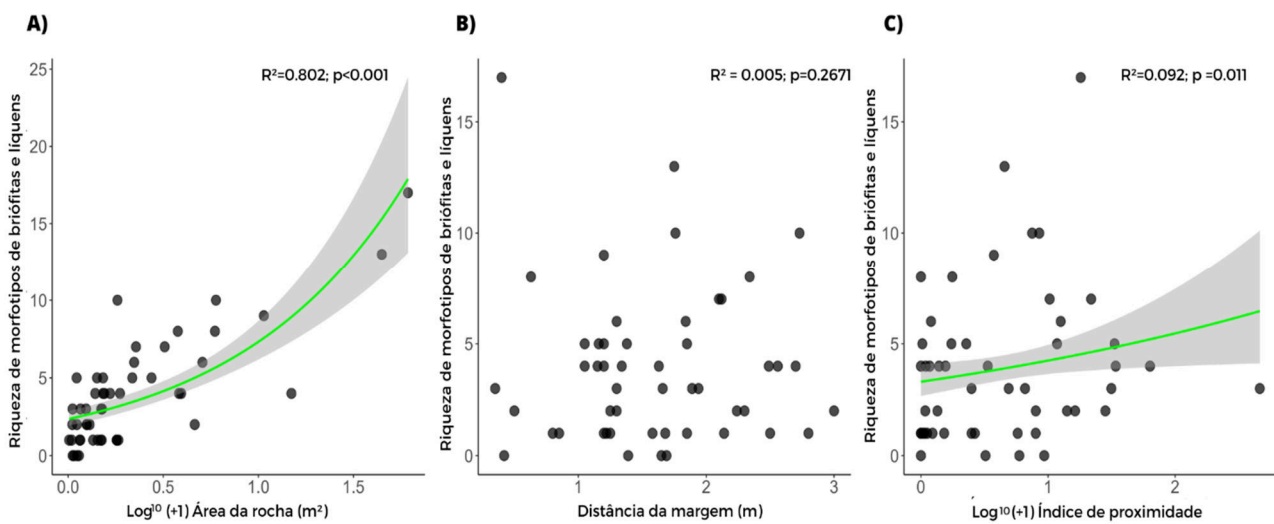 A)
R²=0.802; p<0.001
Riqueza de morfotipos de briófitas e líquens
25
20
15
10
5
0
0.0
0.5
1.0
1.5
Log¹⁰ (+1) Área da rocha (m²)
B)
R² = 0.005; p=0.2671
Riqueza de morfotipos de briófitas e líquens
15
10
5
0
1
2
3
Distância da margem (m)
C)
R²=0.092; p =0.011
Riqueza de morfotipos de briófitas e líquens
15
10
5
0
0
1
2
Log¹⁰(+1) Índice de proximidade